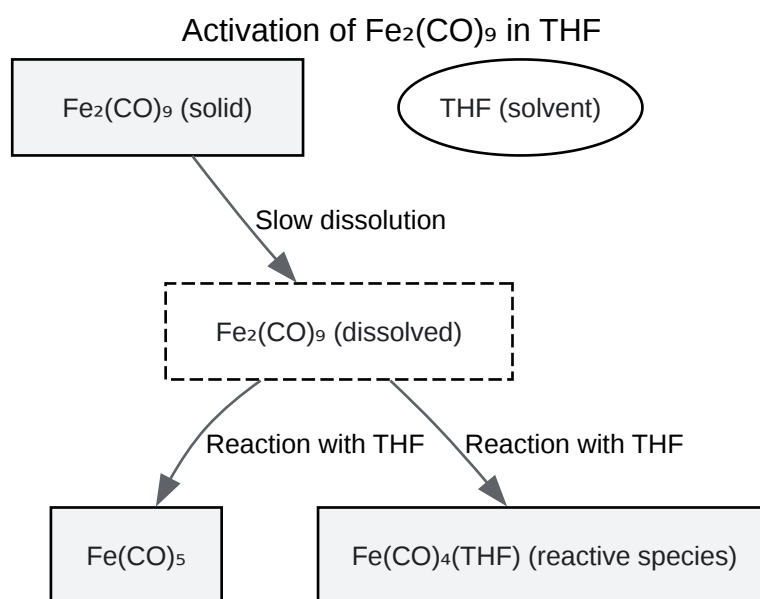 Activation of Fe₂(CO)₉ in THF
Fe₂(CO)₉ (solid)
THF (solvent)
Slow dissolution
Fe₂(CO)₉ (dissolved)
Reaction with THF
Reaction with THF
Fe(CO)₅
Fe(CO)₄(THF) (reactive species)